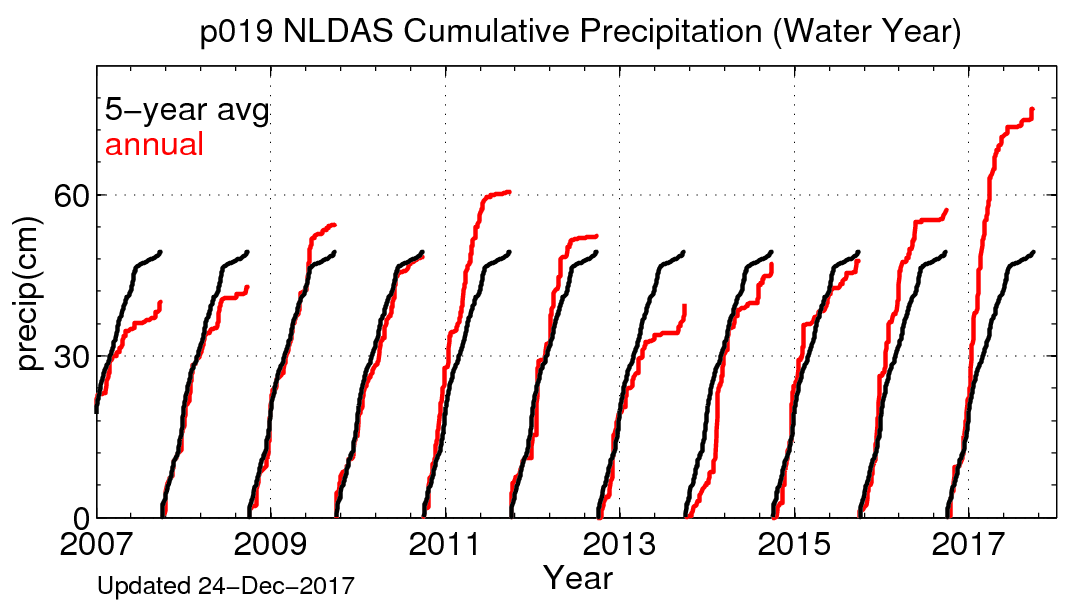 p019 NLDAS Cumulative Precipitation (Water Year)
5−year avg
annual
precip(cm)
60
30
0
2007 2009 2011 2013 2015 2017
Year
Updated 24−Dec−2017